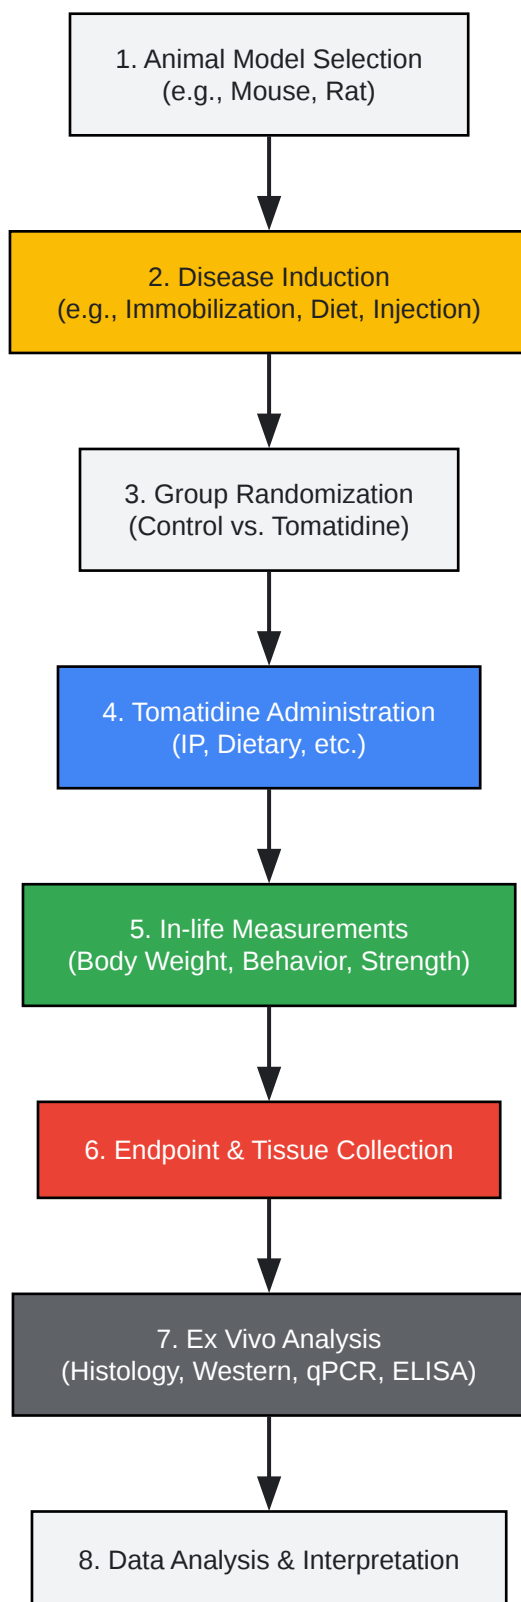 1. Animal Model Selection
(e.g., Mouse, Rat)
2. Disease Induction
(e.g., Immobilization, Diet, Injection)
3. Group Randomization
(Control vs. Tomatidine)
4. Tomatidine Administration
(IP, Dietary, etc.)
5. In-life Measurements
(Body Weight, Behavior, Strength)
6. Endpoint & Tissue Collection
7. Ex Vivo Analysis
(Histology, Western, qPCR, ELISA)
8. Data Analysis & Interpretation